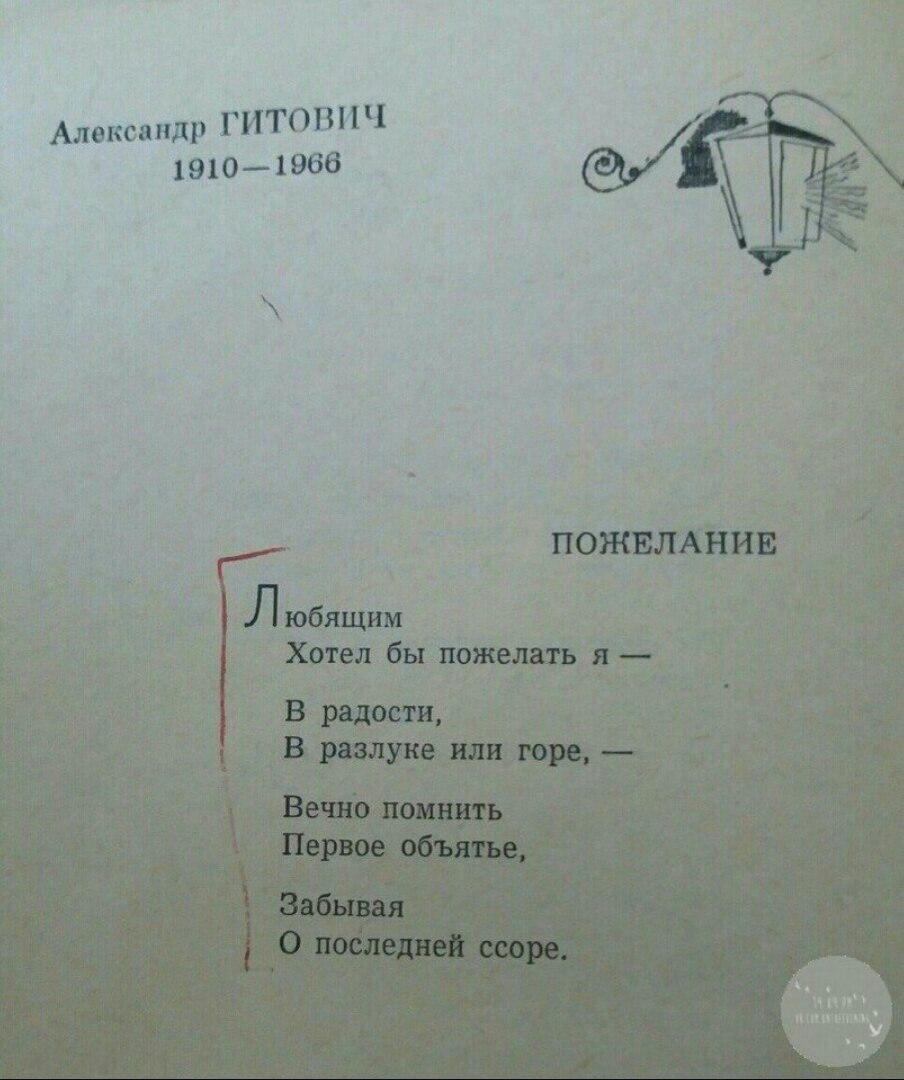 Александр ГИТОВИЧ
1910—1966
ПОЖЕЛАНИЕ
Любящим
Хотел бы пожелать я —
В радости,
В разлуке или горе, —
Вечно помнить
Первое объятье,
Забывая
О последней ссоре.